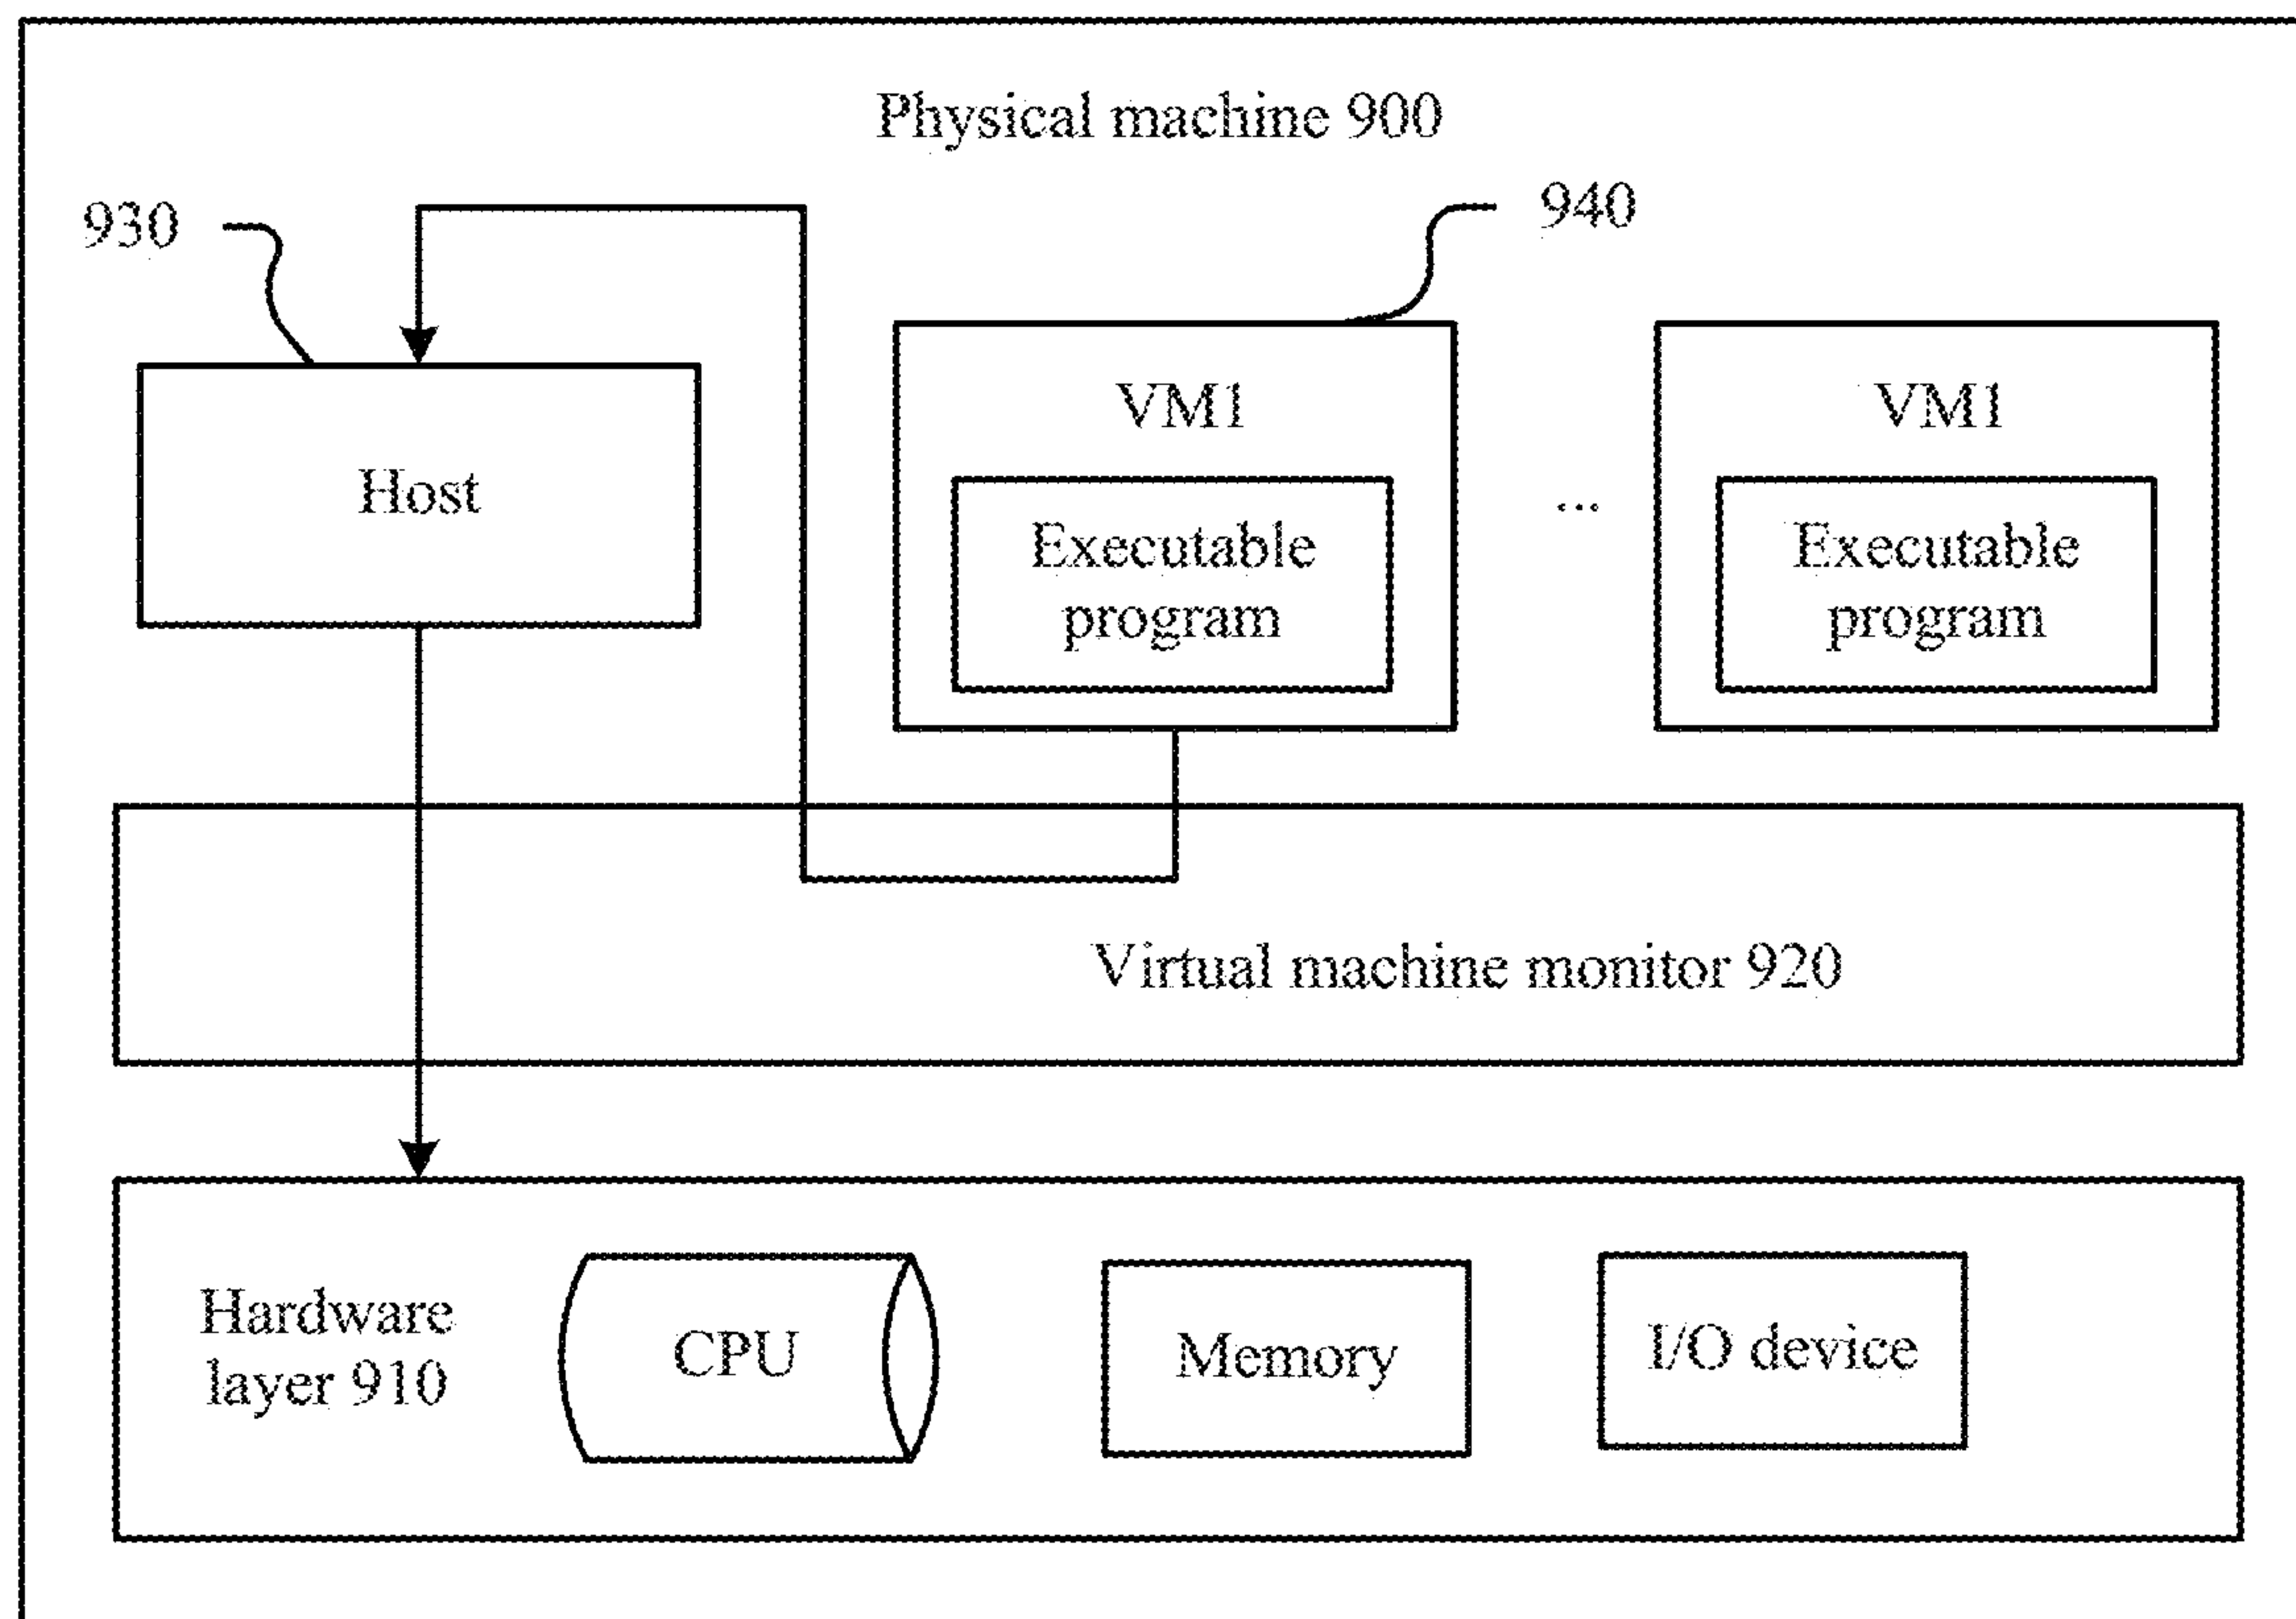 Physical machine 900
930
940
Host
VM1
Executable
program
...
VM1
Executable
program
Virtual machine monitor 920
Hardware
layer 910
CPU
Memory
I/O device